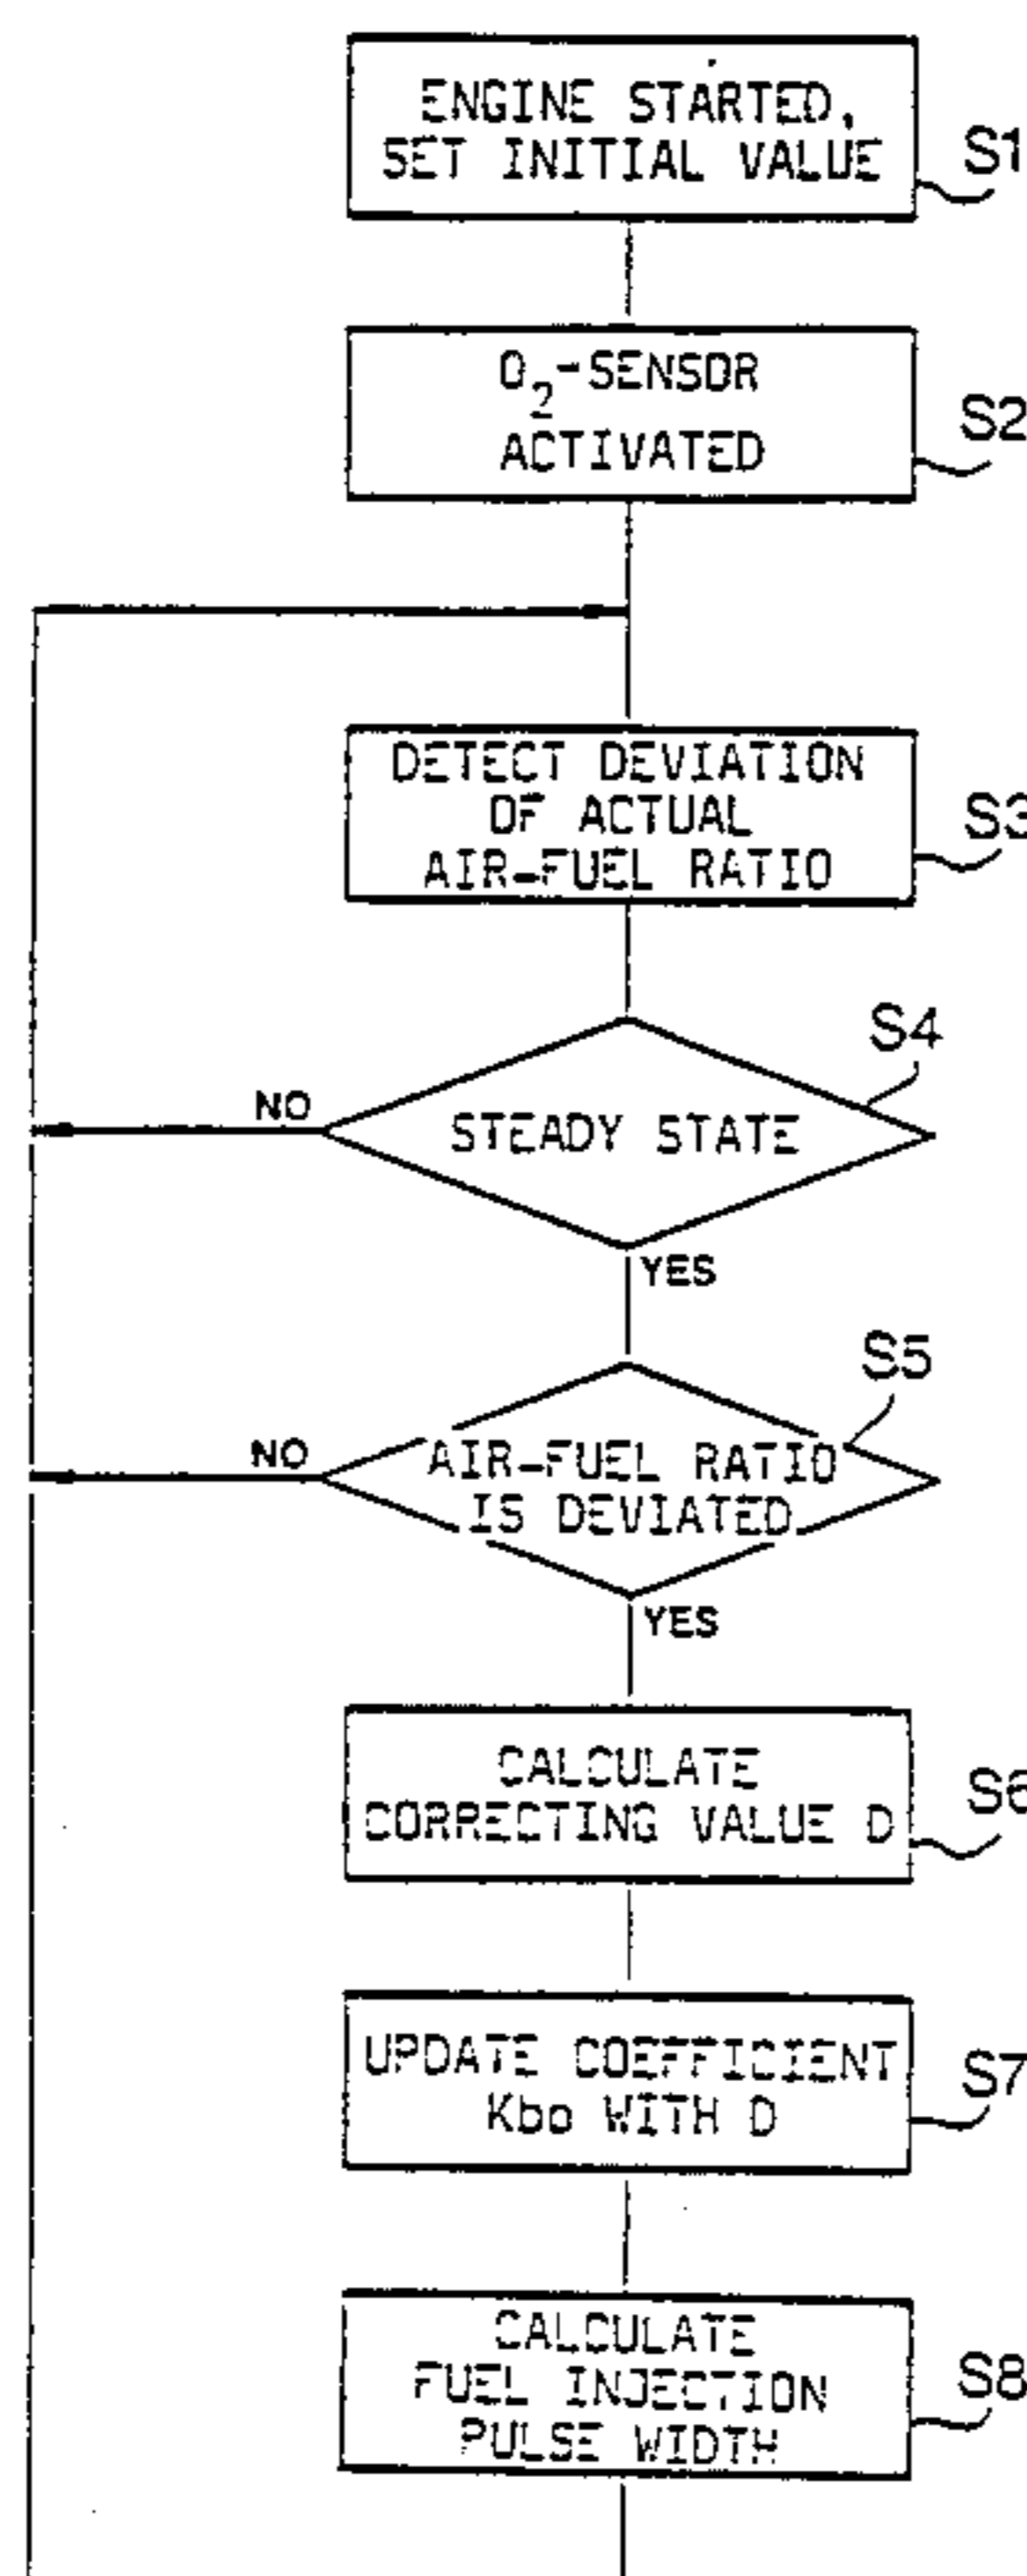 ENGINE STARTED,
SET INITIAL VALUE
S1
O2-SENSOR
ACTIVATED
S2
DETECT DEVIATION
OF ACTUAL
AIR-FUEL RATIO
S3
S4
NO
STEADY STATE
YES
S5
NO
AIR-FUEL RATIO
IS DEVIATED
YES
CALCULATE
CORRECTING VALUE D
S6
UPDATE COEFFICIENT
Kbo WITH D
S7
CALCULATE
FUEL INJECTION
PULSE WIDTH
S8